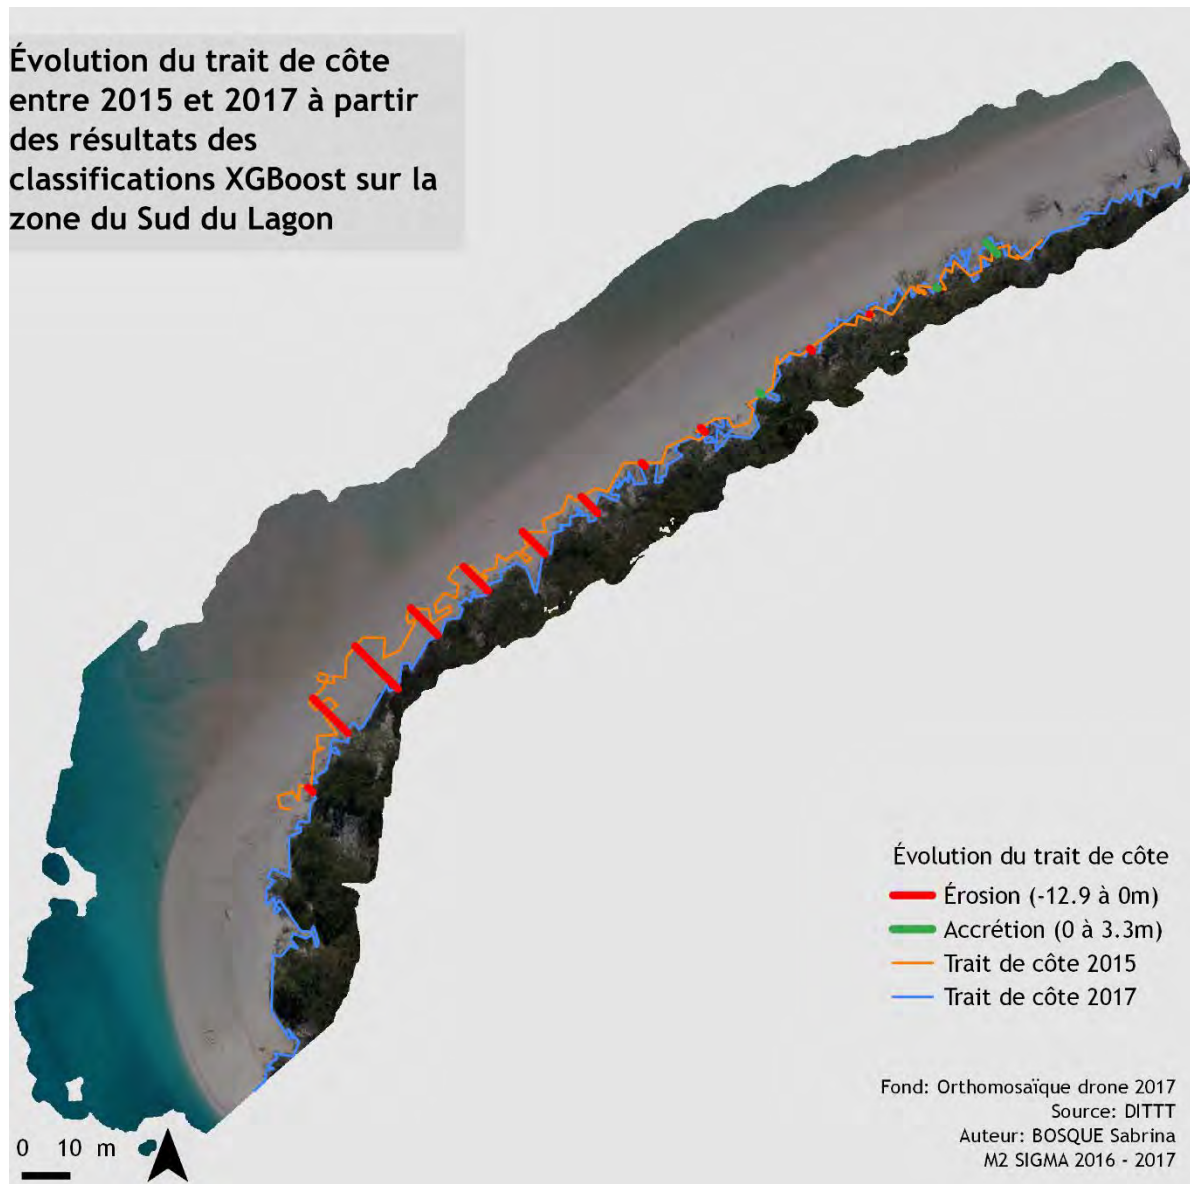 Évolution du trait de côte
entre 2015 et 2017 à partir
des résultats des
classifications XGBoost sur la
zone du Sud du Lagon
Évolution du trait de côte
Érosion (-12.9 à 0m)
Accrétion (0 à 3.3m)
Trait de côte 2015
Trait de côte 2017
Fond: Orthomosaïque drone 2017
Source: DITTT
Auteur: BOSQUE Sabrina
M2 SIGMA 2016 - 2017
0 10 m